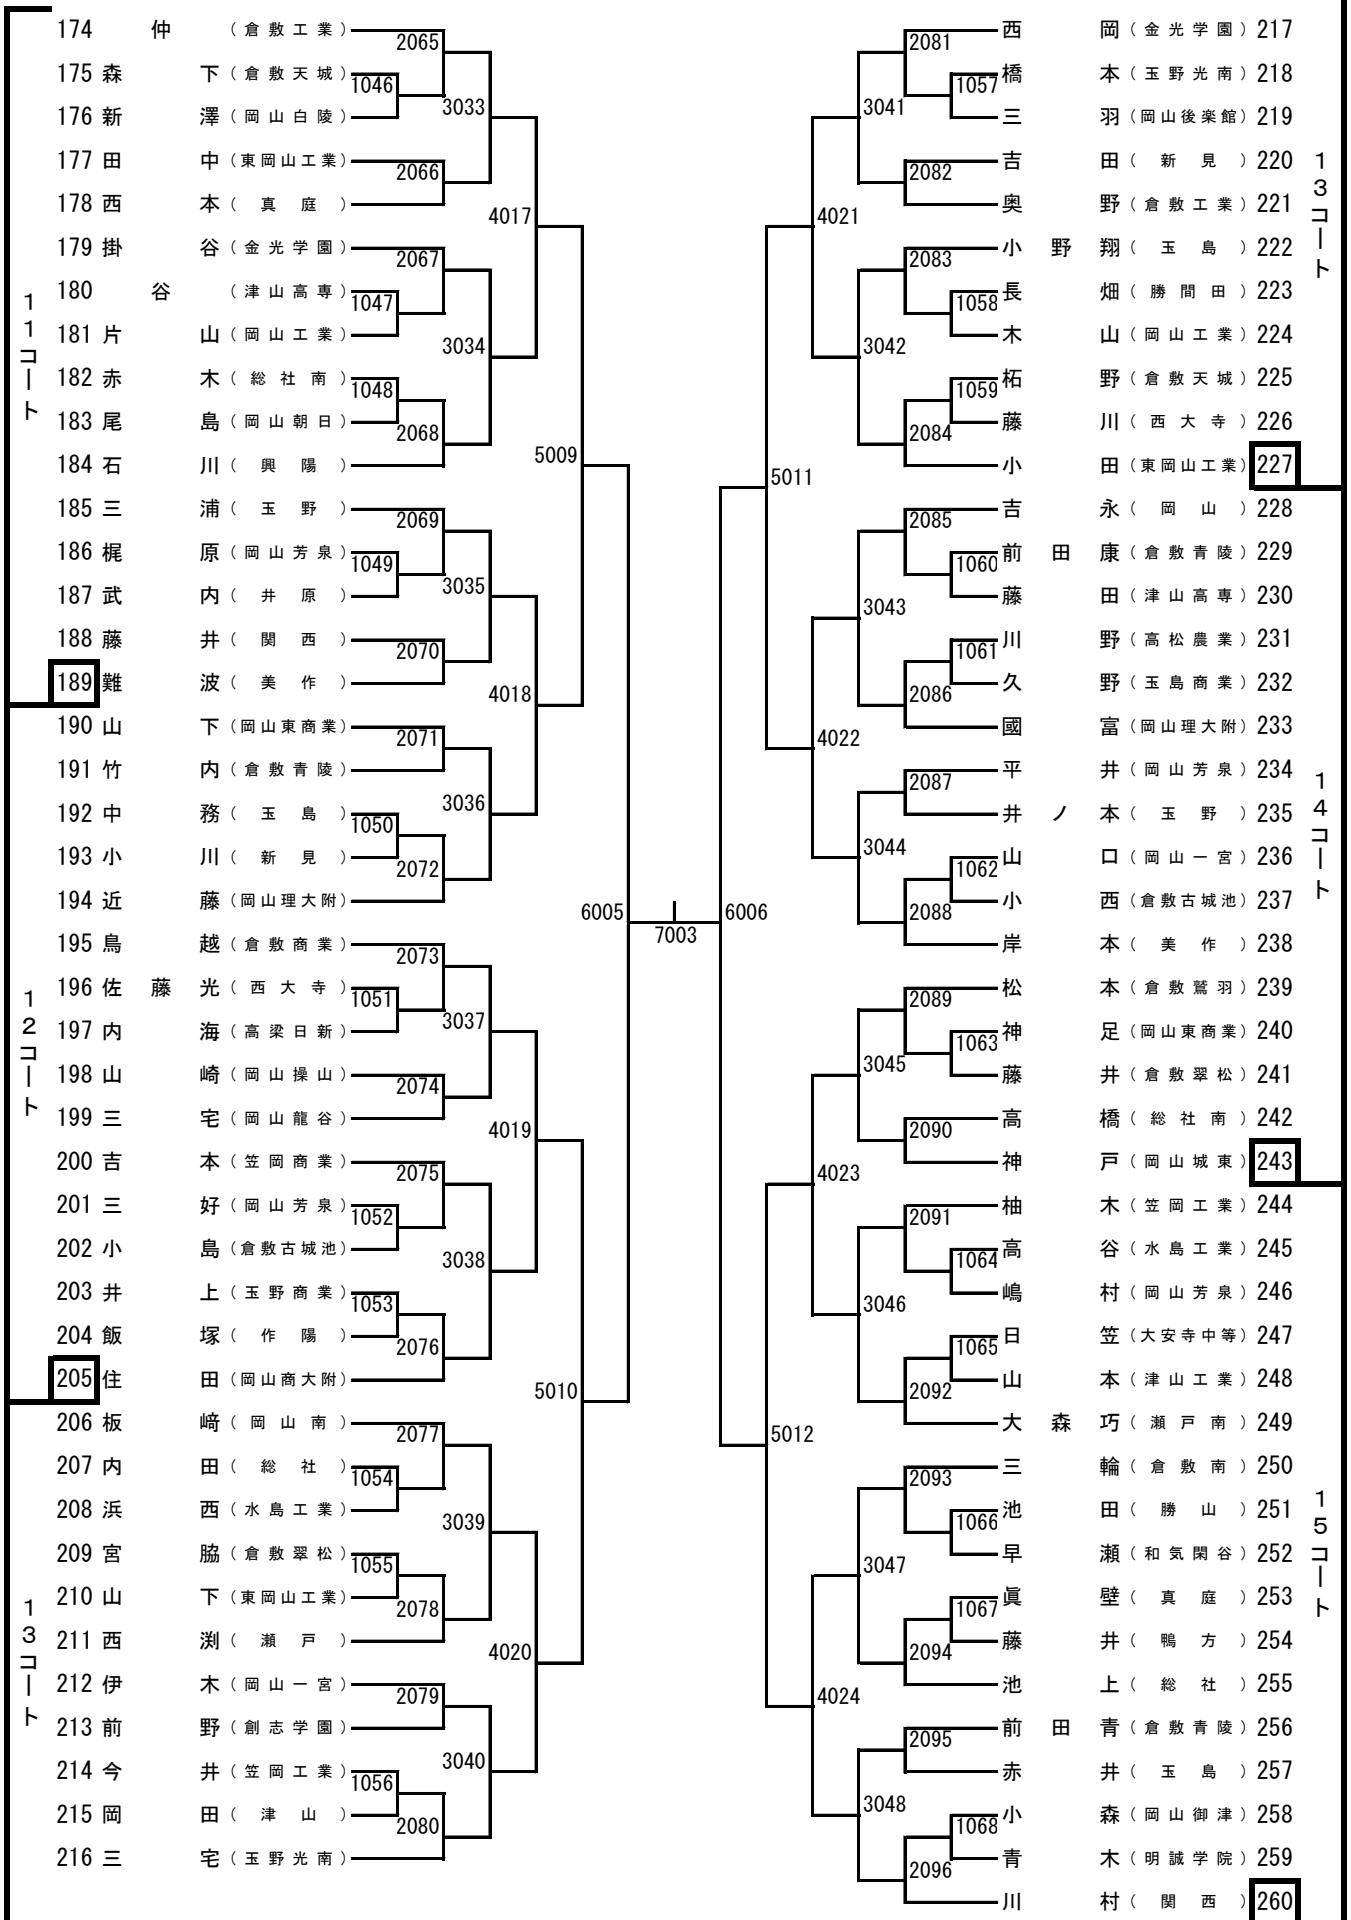 174 仲 (倉敷工業)
175 森下 (倉敷天城)
176 新澤 (岡山白陵)
177 田中 (東岡山工業)
178 西本 (真庭)
179 掛谷 (金光学園)
180 谷 (津山高専)
181 片山 (岡山工業)
182 赤木 (総社南)
183 尾島 (岡山朝日)
184 石川 (興陽)
185 三浦 (玉野)
186 梶原 (岡山芳泉)
187 武内 (井原)
188 藤井 (関西)
189 難波 (美作)
190 山下 (岡山東商業)
191 竹内 (倉敷青陵)
192 中務 (玉島)
193 小川 (新見)
194 近藤 (岡山理大附)
195 鳥越 (倉敷商業)
196 佐藤光 (西大寺)
197 内海 (高梁日新)
198 山崎 (岡山操山)
199 三宅 (岡山龍谷)
200 吉本 (笠岡商業)
201 三好 (岡山芳泉)
202 小島 (倉敷古城池)
203 井上 (玉野商業)
204 飯塚 (作陽)
205 住田 (岡山商大附)
206 板﨑 (岡山南)
207 内田 (総社)
208 浜西 (水島工業)
209 宮脇 (倉敷翠松)
210 山下 (東岡山工業)
211 西渕 (瀬戸)
212 伊木 (岡山一宮)
213 前野 (創志学園)
214 今井 (笠岡工業)
215 岡田 (津山)
216 三宅 (玉野光南)
11コート
12コート
13コート
1046
1047
1048
1049
1050
1051
1052
1053
1054
1055
1056
2065
2066
2067
2068
2069
2070
2071
2072
2073
2074
2075
2076
2077
2078
2079
2080
3033
3034
3035
3036
3037
3038
3039
3040
4017
4018
4019
4020
5009
5010
6005
7003
6006
5011
5012
4021
4022
4023
4024
3041
3042
3043
3044
3045
3046
3047
3048
2081
2082
2083
2084
2085
2086
2087
2088
2089
2090
2091
2092
2093
2094
2095
2096
1057
1058
1059
1060
1061
1062
1063
1064
1065
1066
1067
1068
西岡 (金光学園) 217
橋本 (玉野光南) 218
三羽 (岡山後楽館) 219
吉田 (新見) 220
奥野 (倉敷工業) 221
小野翔 (玉島) 222
長畑 (勝間田) 223
木山 (岡山工業) 224
柘野 (倉敷天城) 225
藤川 (西大寺) 226
小田 (東岡山工業) 227
吉永 (岡山) 228
前田康 (倉敷青陵) 229
藤田 (津山高専) 230
川野 (高松農業) 231
久野 (玉島商業) 232
國富 (岡山理大附) 233
平井 (岡山芳泉) 234
井ノ本 (玉野) 235
山口 (岡山一宮) 236
小西 (倉敷古城池) 237
岸本 (美作) 238
松本 (倉敷鷲羽) 239
神足 (岡山東商業) 240
藤井 (倉敷翠松) 241
高橋 (総社南) 242
神戸 (岡山城東) 243
柚木 (笠岡工業) 244
高谷 (水島工業) 245
嶋村 (岡山芳泉) 246
日笠 (大安寺中等) 247
山本 (津山工業) 248
大森巧 (瀬戸南) 249
三輪 (倉敷南) 250
池田 (勝山) 251
早瀬 (和気閑谷) 252
眞壁 (真庭) 253
藤井 (鴨方) 254
池上 (総社) 255
前田青 (倉敷青陵) 256
赤井 (玉島) 257
小森 (岡山御津) 258
青木 (明誠学院) 259
川村 (関西) 260
13コート
14コート
15コート